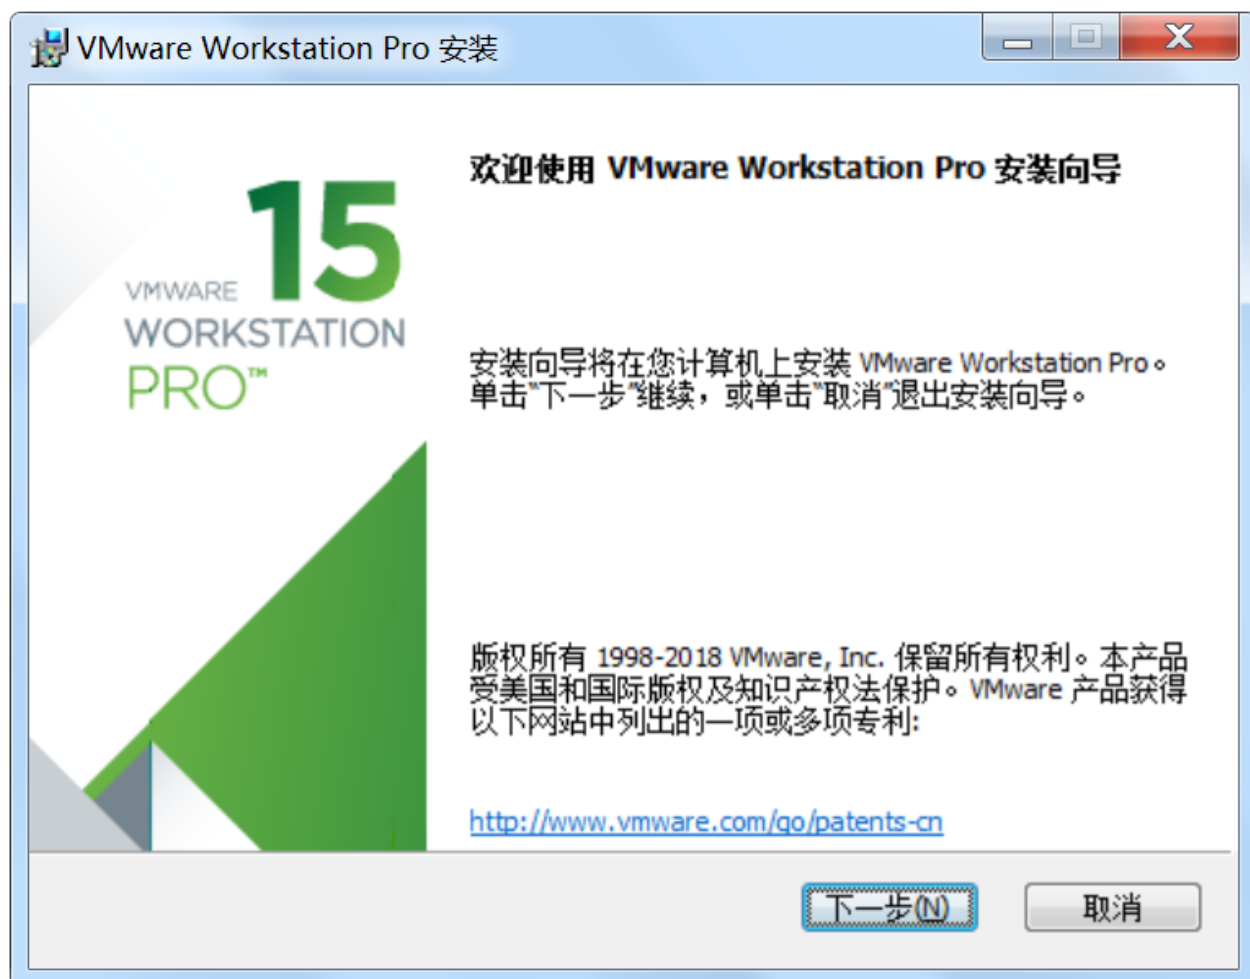 VMware Workstation Pro 安装
欢迎使用 VMware Workstation Pro 安装向导
15
VMWARE
WORKSTATION
PRO™
安装向导将在您计算机上安装 VMware Workstation Pro。
单击“下一步”继续，或单击“取消”退出安装向导。
版权所有 1998-2018 VMware, Inc. 保留所有权利。本产品
受美国和国际版权及知识产权法保护。VMware 产品获得
以下网站中列出的一项或多项专利:
http://www.vmware.com/go/patents-cn
下一步(N)
取消